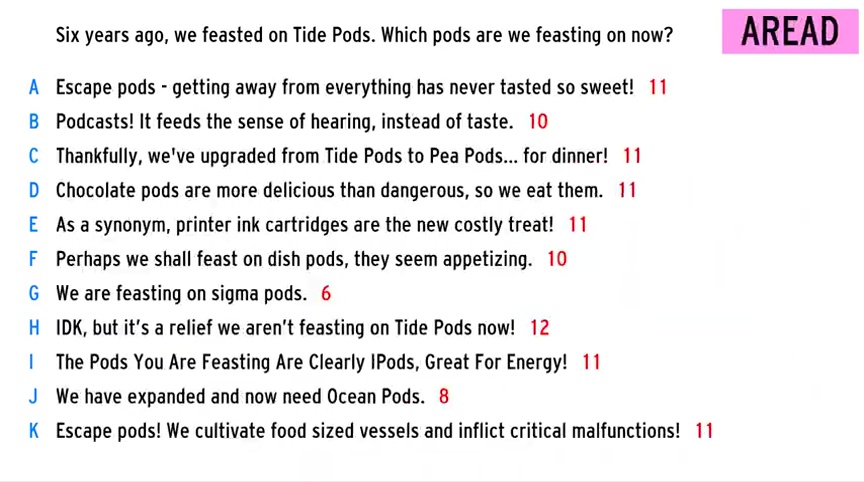 Six years ago, we feasted on Tide Pods. Which pods are we feasting on now?
AREAD
A Escape pods - getting away from everything has never tasted so sweet! 11
B Podcasts! It feeds the sense of hearing, instead of taste. 10
C Thankfully, we've upgraded from Tide Pods to Pea Pods... for dinner! 11
D Chocolate pods are more delicious than dangerous, so we eat them. 11
E As a synonym, printer ink cartridges are the new costly treat! 11
F Perhaps we shall feast on dish pods, they seem appetizing. 10
G We are feasting on sigma pods. 6
H IDK, but it's a relief we aren't feasting on Tide Pods now! 12
I The Pods You Are Feasting Are Clearly IPods, Great For Energy! 11
J We have expanded and now need Ocean Pods. 8
K Escape pods! We cultivate food sized vessels and inflict critical malfunctions! 11